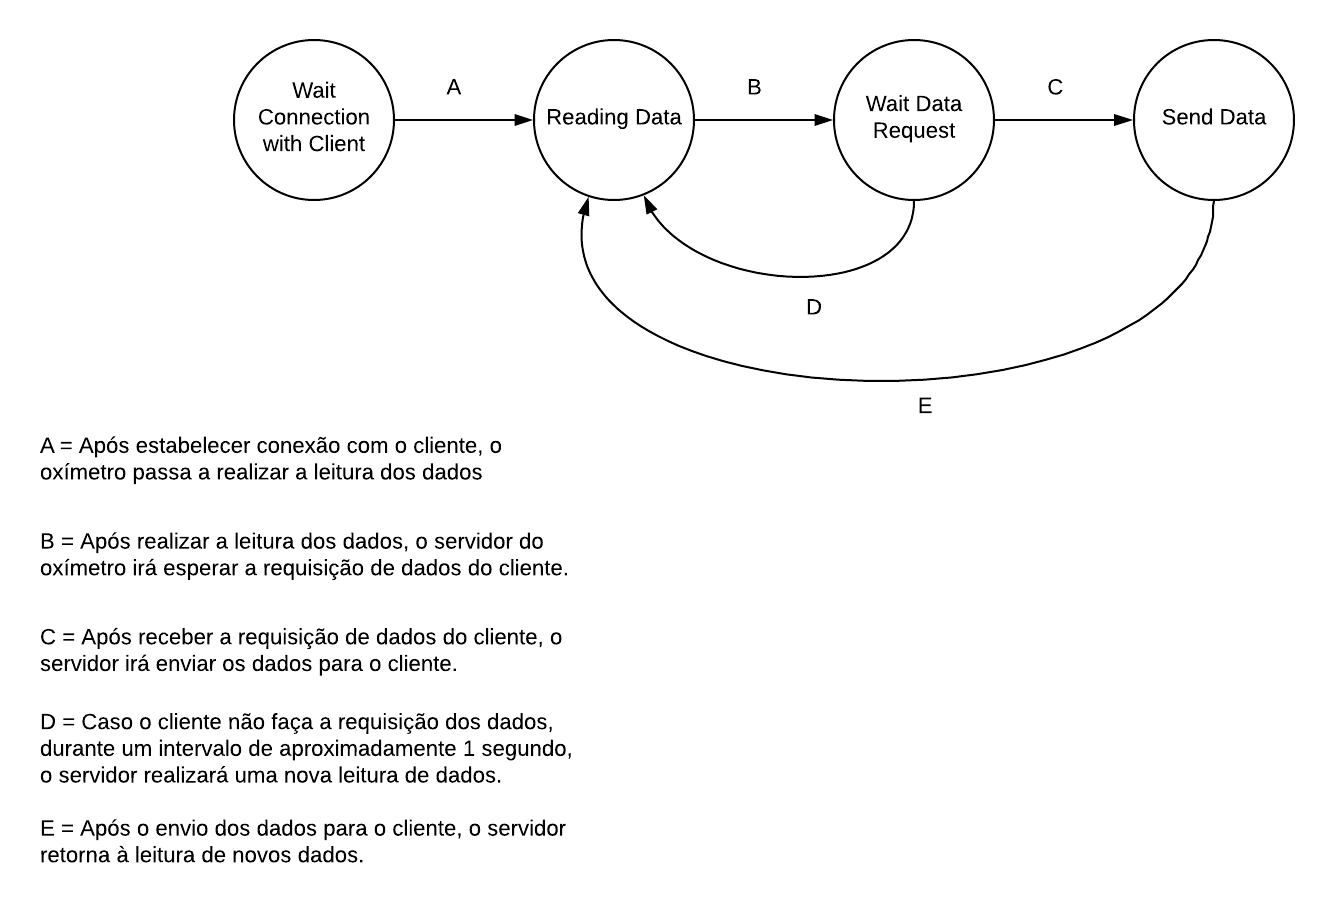 Wait
Connection
with Client
A
Reading Data
B
Wait Data
Request
C
Send Data
D
E
A = Após estabelecer conexão com o cliente, o
oxímetro passa a realizar a leitura dos dados
B = Após realizar a leitura dos dados, o servidor do
oxímetro irá esperar a requisição de dados do cliente.
C = Após receber a requisição de dados do cliente, o
servidor irá enviar os dados para o cliente.
D = Caso o cliente não faça a requisição dos dados,
durante um intervalo de aproximadamente 1 segundo,
o servidor realizará uma nova leitura de dados.
E = Após o envio dos dados para o cliente, o servidor
retorna à leitura de novos dados.